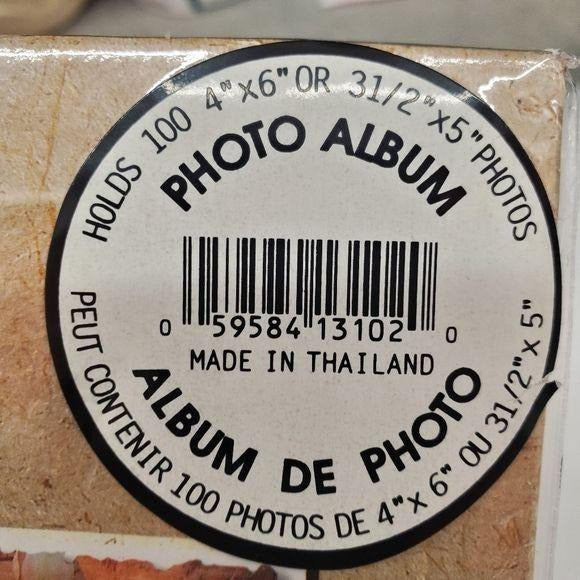 HOLDS 100 4"x6" OR 31/2"x5" PHOTOS
PHOTO ALBUM
0 59584 13102 0
MADE IN THAILAND
ALBUM DE PHOTO
PEUT CONTENIR 100 PHOTOS DE 4"x 6" OU 31/2"x 5"